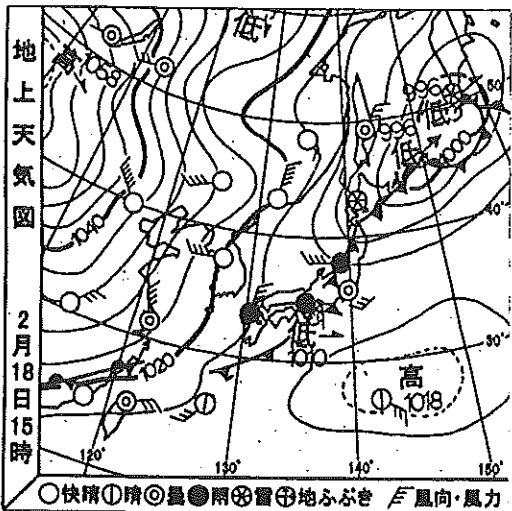 地上天気図
2月18日15時
高 1058
低
996
低
996
低
1000
1040
1020
低
1010
高
1018
50°
40°
30°
120° 130° 140° 150°
○快晴 ⦶晴 ◎曇 ●雨 地ふぶき 風向・風力